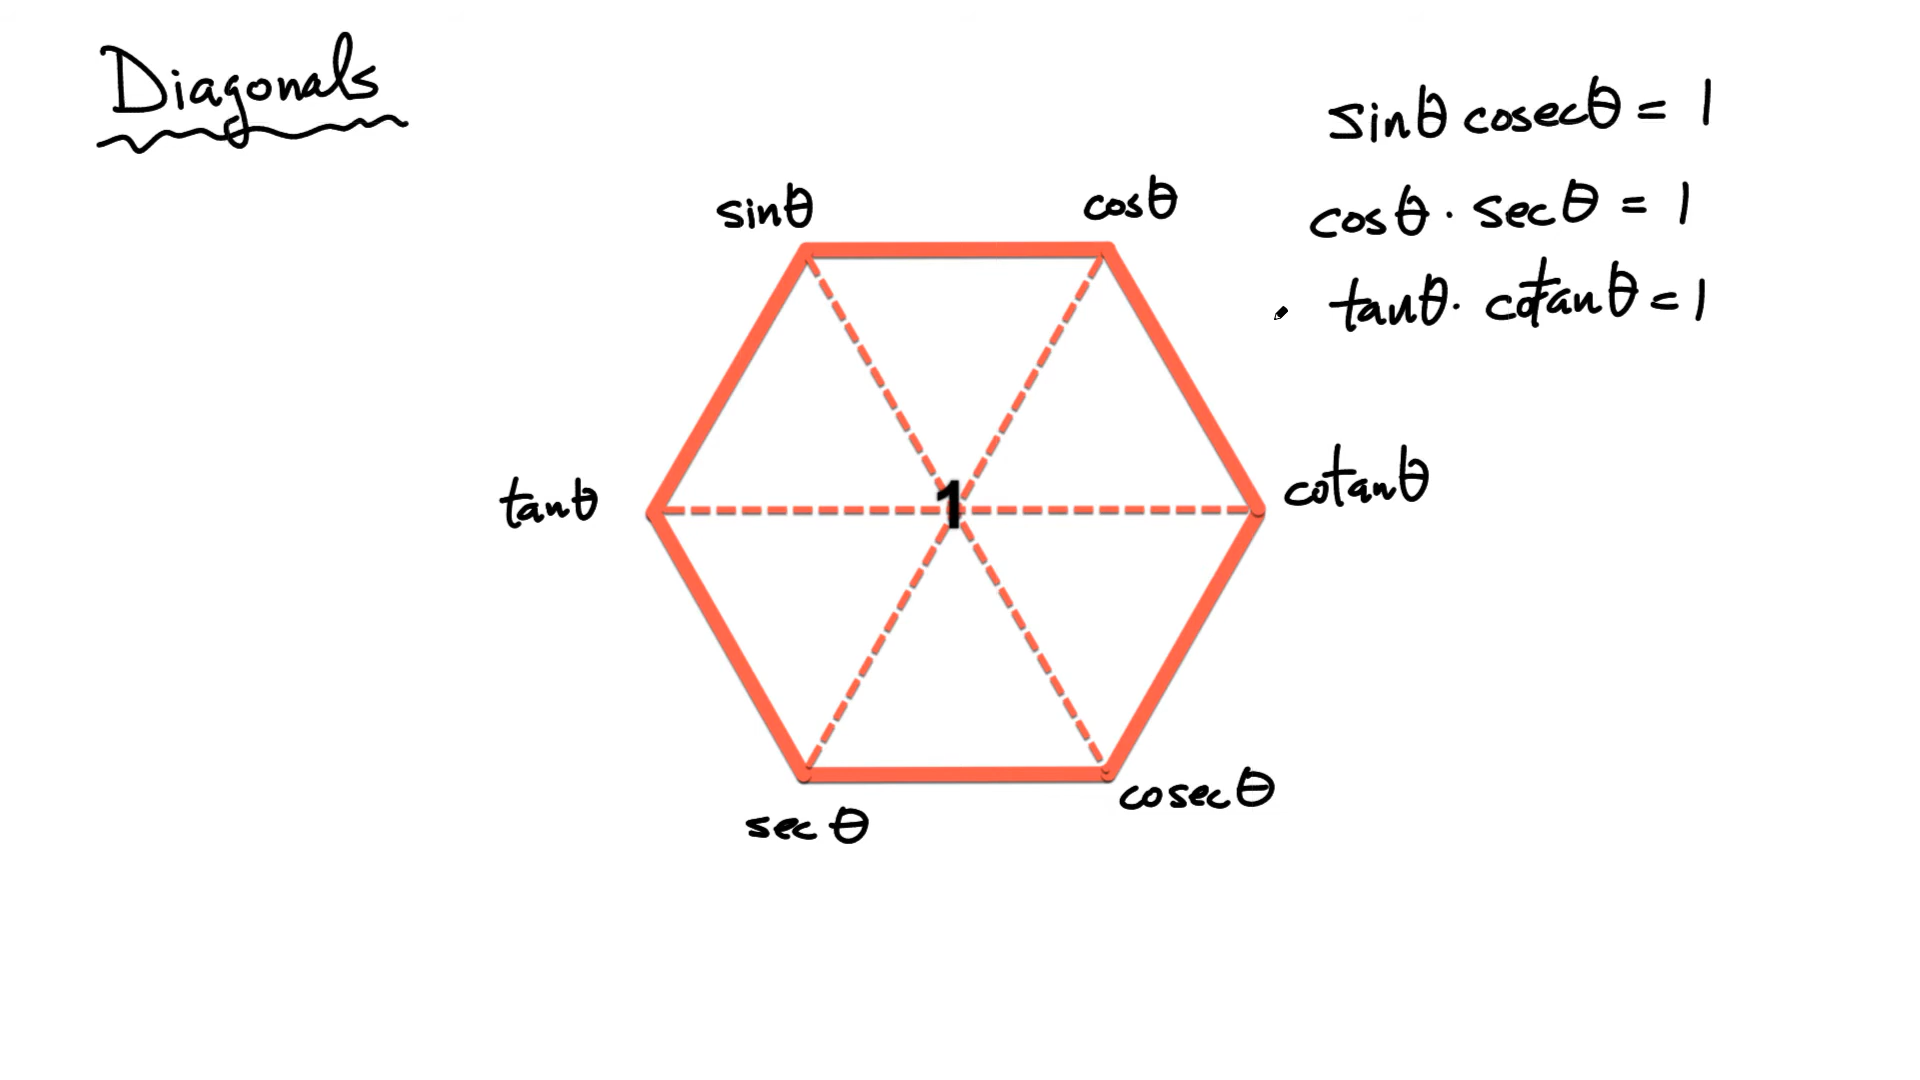 Diagonals
sinθ cosecθ = 1
cosθ · secθ = 1
tanθ · cotanθ = 1
sinθ
cosθ
tanθ
1
cotanθ
secθ
cosecθ